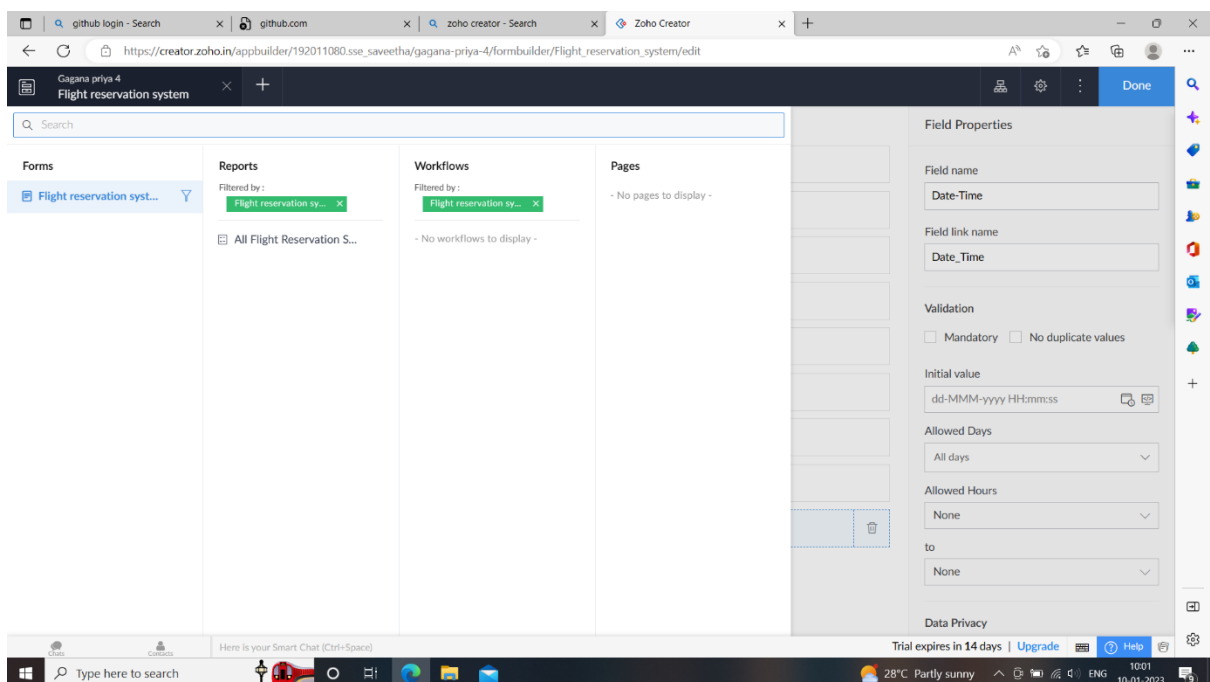 github login - Search
github.com
zoho creator - Search
Zoho Creator
https://creator.zoho.in/appbuilder/192011080.sse_saveetha/gagana-priya-4/formbuilder/Flight_reservation_system/edit
Gagana priya 4
Flight reservation system
Done
Search
Forms
Flight reservation syst...
Reports
Filtered by :
Flight reservation sy...
All Flight Reservation S...
Workflows
Filtered by :
Flight reservation sy...
- No workflows to display -
Pages
- No pages to display -
Field Properties
Field name
Date-Time
Field link name
Date_Time
Validation
Mandatory
No duplicate values
Initial value
dd-MMM-yyyy HH:mm:ss
Allowed Days
All days
Allowed Hours
None
to
None
Data Privacy
Chats
Contacts
Here is your Smart Chat (Ctrl+Space)
Trial expires in 14 days | Upgrade
Help
Type here to search
28°C Partly sunny
ENG
10:01
10-01-2023